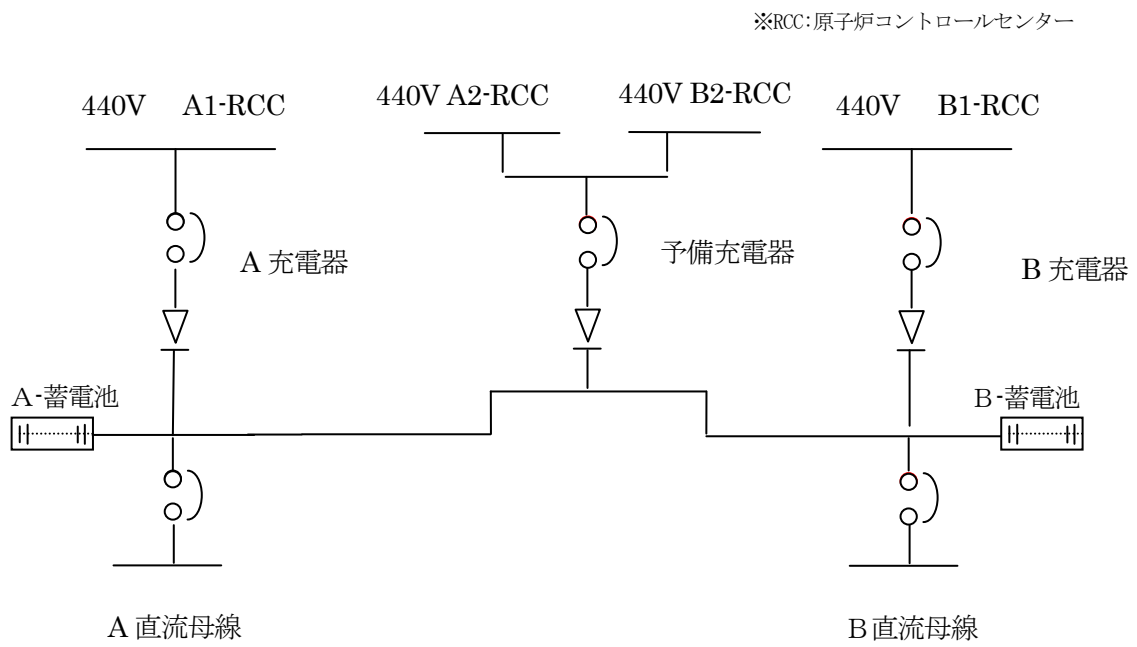 ※RCC:原子炉コントロールセンター
440V A1-RCC
440V A2-RCC
440V B2-RCC
440V B1-RCC
A 充電器
予備充電器
B 充電器
A-蓄電池
B-蓄電池
A 直流母線
B 直流母線